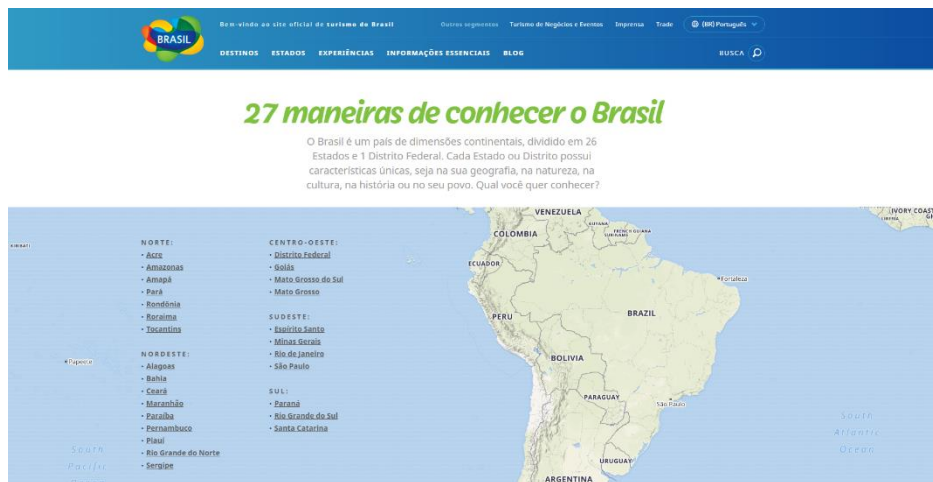 BRASIL
Bem-vindo ao site oficial de turismo do Brasil
Outros segmentos Turismo de Negócios e Eventos Imprensa Trade (BR) Português
DESTINOS ESTADOS EXPERIÊNCIAS INFORMAÇÕES ESSENCIAIS BLOG
BUSCA
27 maneiras de conhecer o Brasil
O Brasil é um país de dimensões continentais, dividido em 26
Estados e 1 Distrito Federal. Cada Estado ou Distrito possui
características únicas, seja na sua geografia, na natureza, na
cultura, na história ou no seu povo. Qual você quer conhecer?
NORTE:
• Acre
• Amazonas
• Amapá
• Pará
• Rondônia
• Roraima
• Tocantins
NORDESTE:
• Alagoas
• Bahia
• Ceará
• Maranhão
• Paraíba
• Pernambuco
• Piauí
• Rio Grande do Norte
• Sergipe
CENTRO-OESTE:
• Distrito Federal
• Goiás
• Mato Grosso do Sul
• Mato Grosso
SUDESTE:
• Espírito Santo
• Minas Gerais
• Rio de Janeiro
• São Paulo
SUL:
• Paraná
• Rio Grande do Sul
• Santa Catarina
VENEZUELA
GUYANA
FRENCH GUIANA
SURINAME
COLOMBIA
ECUADOR
PERU
BRAZIL
Fortaleza
BOLIVIA
PARAGUAY
São Paulo
URUGUAY
ARGENTINA
IVORY COAST
KIRIBATI
Papeete
South
Pacific
South
Atlantic
Ocean